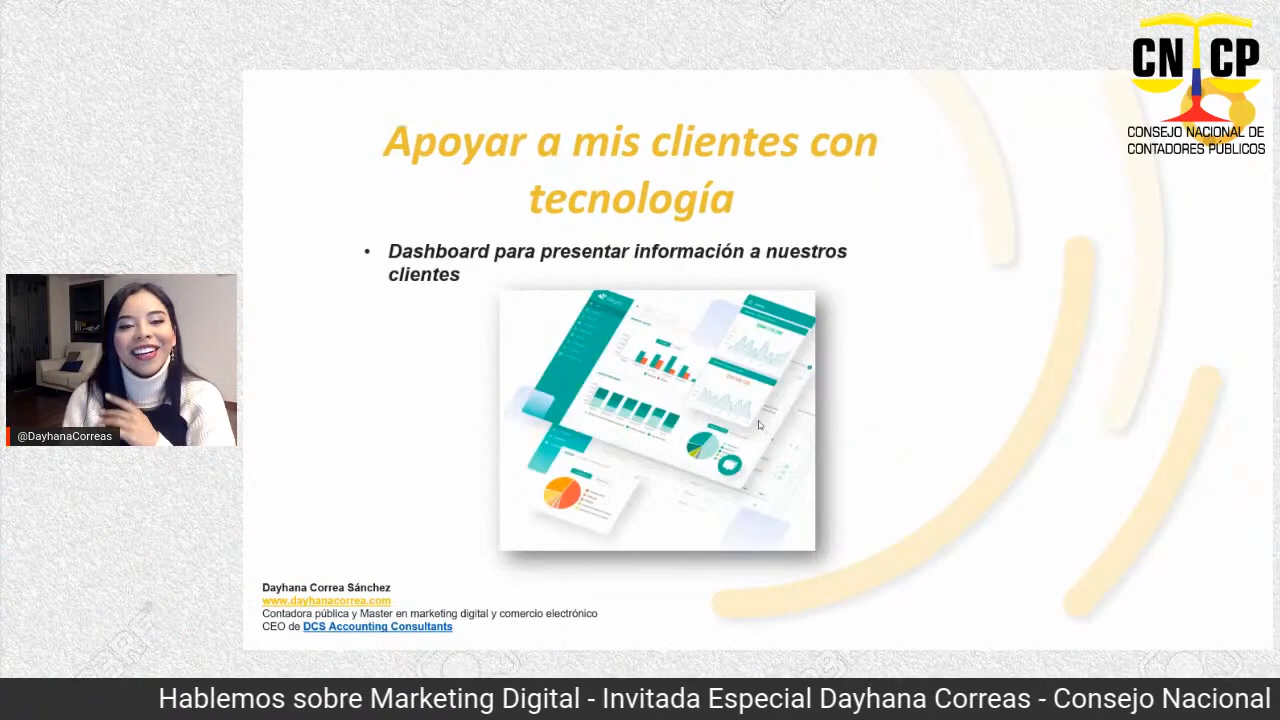 CN CP
CONSEJO NACIONAL DE
CONTADORES PÚBLICOS
Apoyar a mis clientes con
tecnología
• Dashboard para presentar información a nuestros
clientes
@DayhanaCorreas
Dayhana Correa Sánchez
www.dayhanacorrea.com
Contadora pública y Master en marketing digital y comercio electrónico
CEO de DCS Accounting Consultants
Hablemos sobre Marketing Digital - Invitada Especial Dayhana Correas - Consejo Nacional